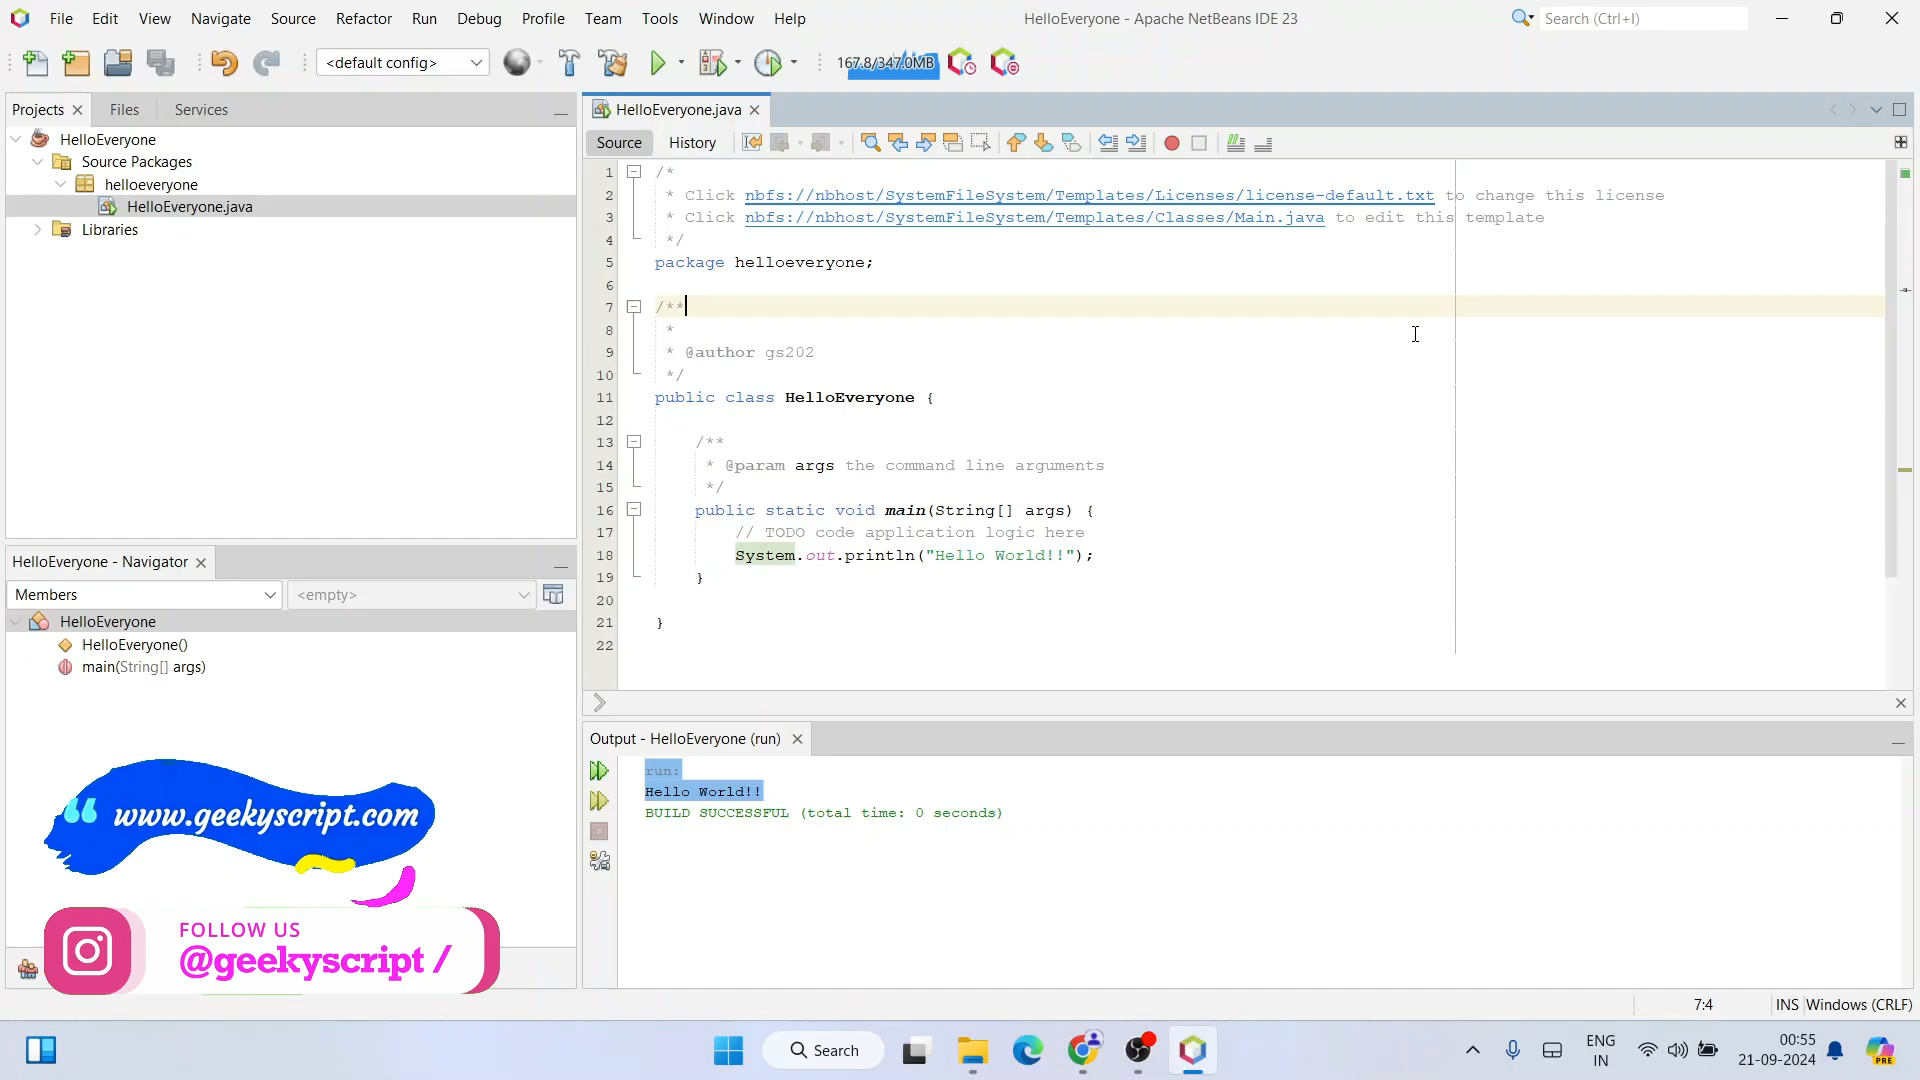 File Edit View Navigate Source Refactor Run Debug Profile Team Tools Window Help
HelloEveryone - Apache NetBeans IDE 23
Search (Ctrl+I)
<default config>
167.8/347.0MB
Projects Files Services
HelloEveryone
Source Packages
helloeveryone
HelloEveryone.java
Libraries
HelloEveryone - Navigator
Members
<empty>
HelloEveryone
HelloEveryone()
main(String[] args)
HelloEveryone.java
Source History
1 /*
2 * Click nbfs://nbhost/SystemFileSystem/Templates/Licenses/license-default.txt to change this license
3 * Click nbfs://nbhost/SystemFileSystem/Templates/Classes/Main.java to edit this template
4 */
5 package helloeveryone;
6
7 /**
8 *
9 * @author gs202
10 */
11 public class HelloEveryone {
12
13 /**
14 * @param args the command line arguments
15 */
16 public static void main(String[] args) {
17 // TODO code application logic here
18 System.out.println("Hello World!!");
19 }
20
21 }
22
Output - HelloEveryone (run)
run:
Hello World!!
BUILD SUCCESSFUL (total time: 0 seconds)
www.geekyscript.com
FOLLOW US
@geekyscript /
7:4 INS Windows (CRLF)
Search
ENG
IN
00:55
21-09-2024
PRE